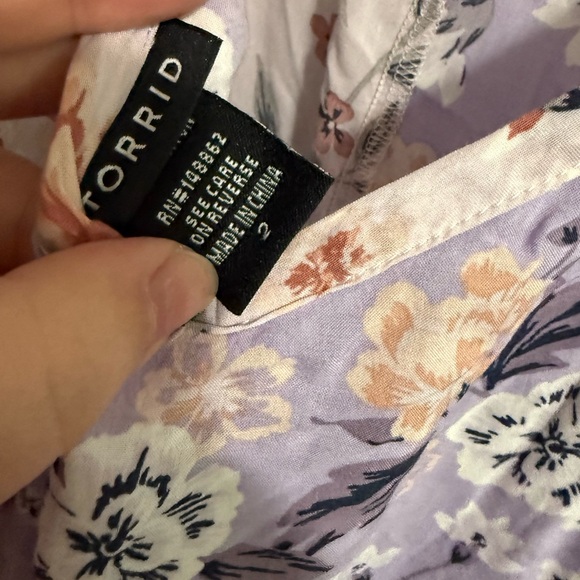 TORRID
RN#108862
SEE CARE
ON REVERSE
MADE IN CHINA
2